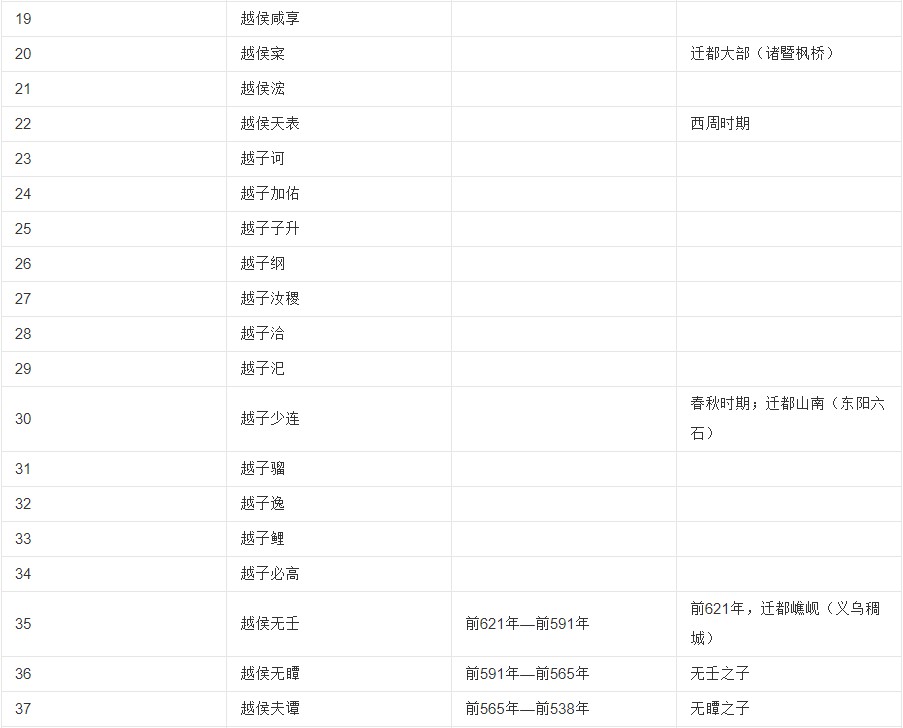 19 越侯咸享
20 越侯寀 迁都大部（诸暨枫桥）
21 越侯浤
22 越侯天表 西周时期
23 越子诃
24 越子加佑
25 越子子升
26 越子纲
27 越子汝稷
28 越子洽
29 越子汜
30 越子少连 春秋时期；迁都山南（东阳六
石）
31 越子骝
32 越子逸
33 越子鲤
34 越子必高
35 越侯无壬 前621年—前591年 前621年，迁都㠐岘（义乌稠
城）
36 越侯无瞫 前591年—前565年 无壬之子
37 越侯夫谭 前565年—前538年 无瞫之子